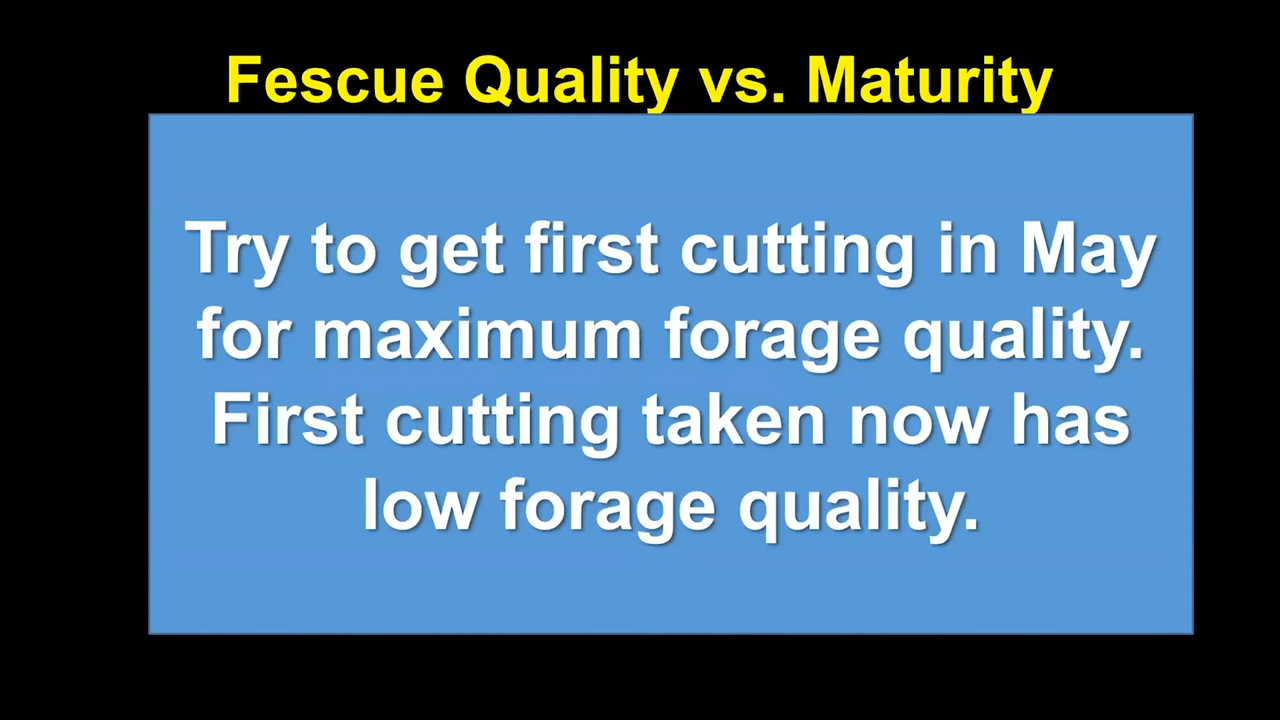 Fescue Quality vs. Maturity
Try to get first cutting in May
for maximum forage quality.
First cutting taken now has
low forage quality.